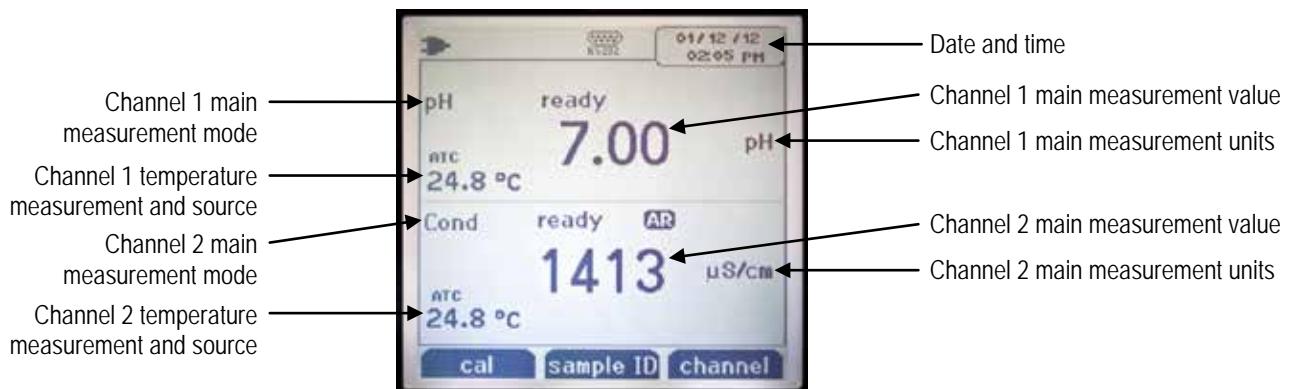 01/12/12
02:05 PM
RS232
Date and time
Channel 1 main
measurement mode
pH
ready
7.00
pH
Channel 1 main measurement value
Channel 1 main measurement units
Channel 1 temperature
measurement and source
ATC
24.8 °C
Channel 2 main
measurement mode
Cond
ready
AR
1413
µS/cm
Channel 2 main measurement value
Channel 2 main measurement units
Channel 2 temperature
measurement and source
ATC
24.8 °C
cal
sample ID
channel